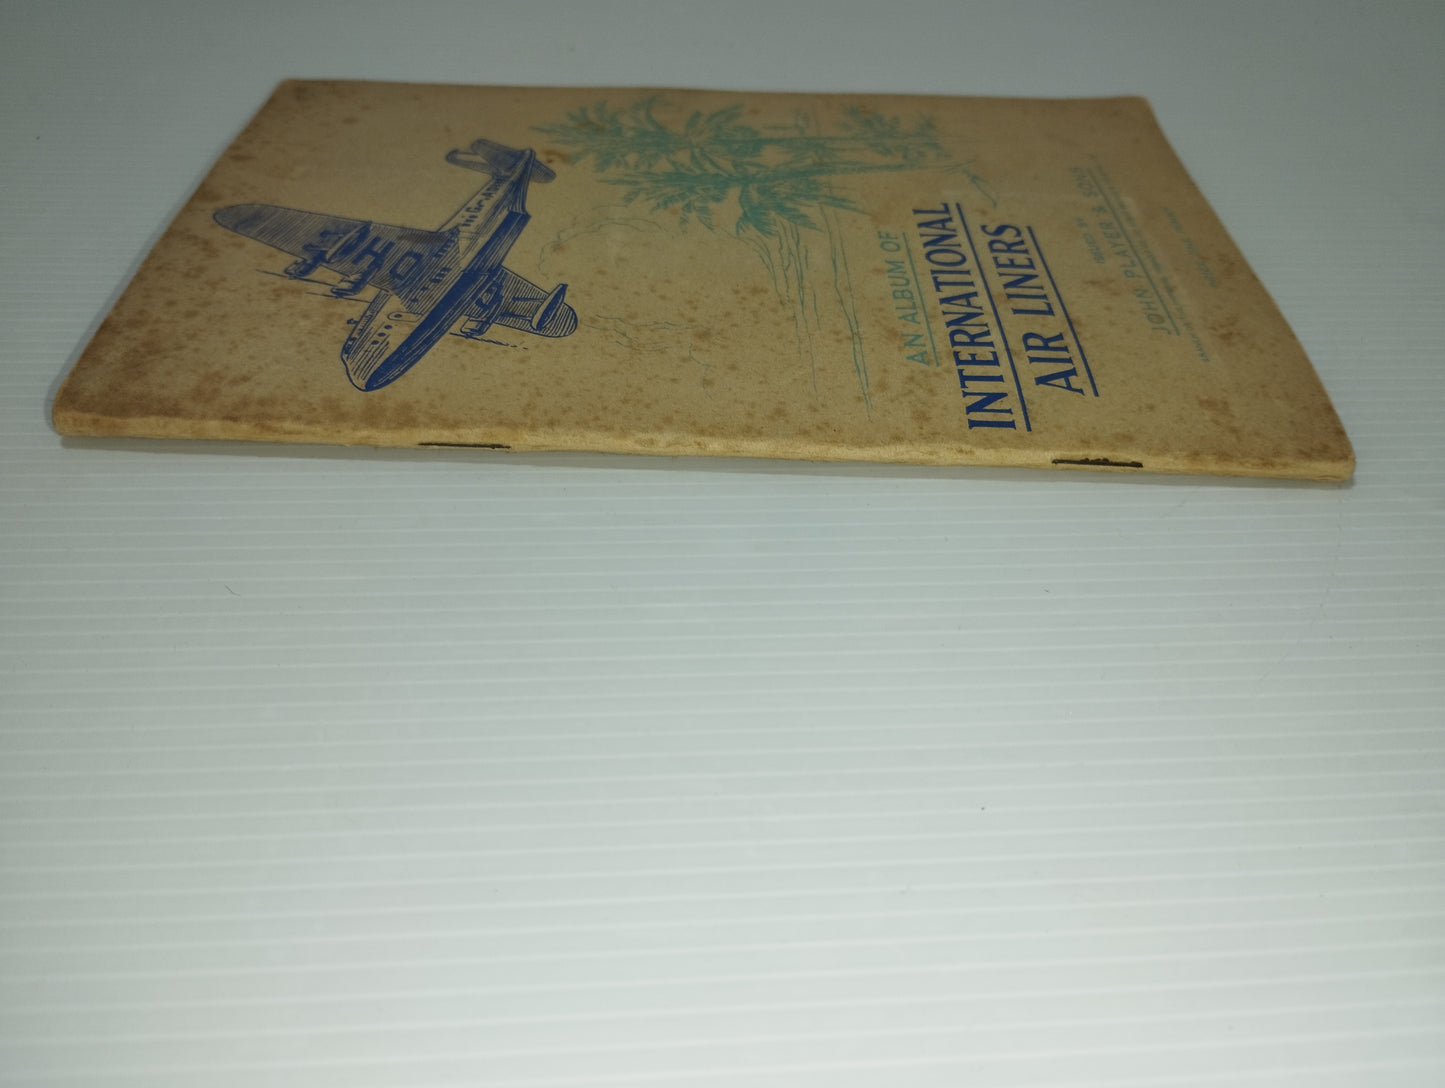 AN ALBUM OF
INTERNATIONAL
AIR LINERS
ISSUED BY
JOHN PLAYER & SONS